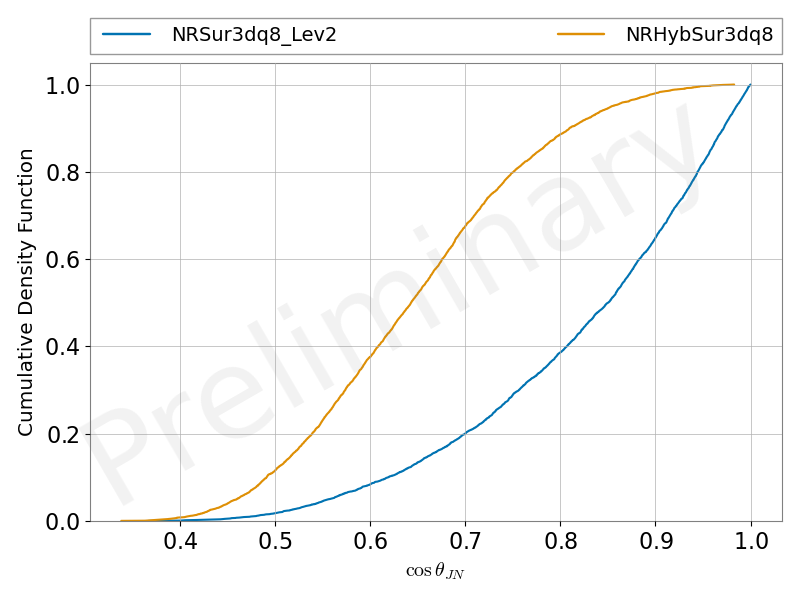 NRSur3dq8_Lev2 NRHybSur3dq8
Preliminary
Cumulative Density Function
1.0
0.8
0.6
0.4
0.2
0.0
0.4 0.5 0.6 0.7 0.8 0.9 1.0
cos θ_JN